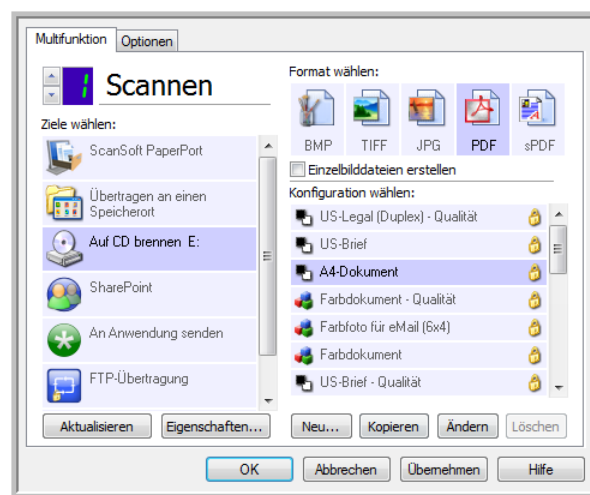 Multifunktion
Optionen
1
Scannen
Ziele wählen:
ScanSoft PaperPort
Übertragen an einen
Speicherort
Auf CD brennen E:
SharePoint
An Anwendung senden
FTP-Übertragung
Aktualisieren
Eigenschaften...
Format wählen:
BMP
TIFF
JPG
PDF
sPDF
Einzelbilddateien erstellen
Konfiguration wählen:
US-Legal (Duplex) - Qualität
US-Brief
A4-Dokument
Farbdokument - Qualität
Farbfoto für eMail (6x4)
Farbdokument
US-Brief - Qualität
Neu...
Kopieren
Ändern
Löschen
OK
Abbrechen
Übernehmen
Hilfe